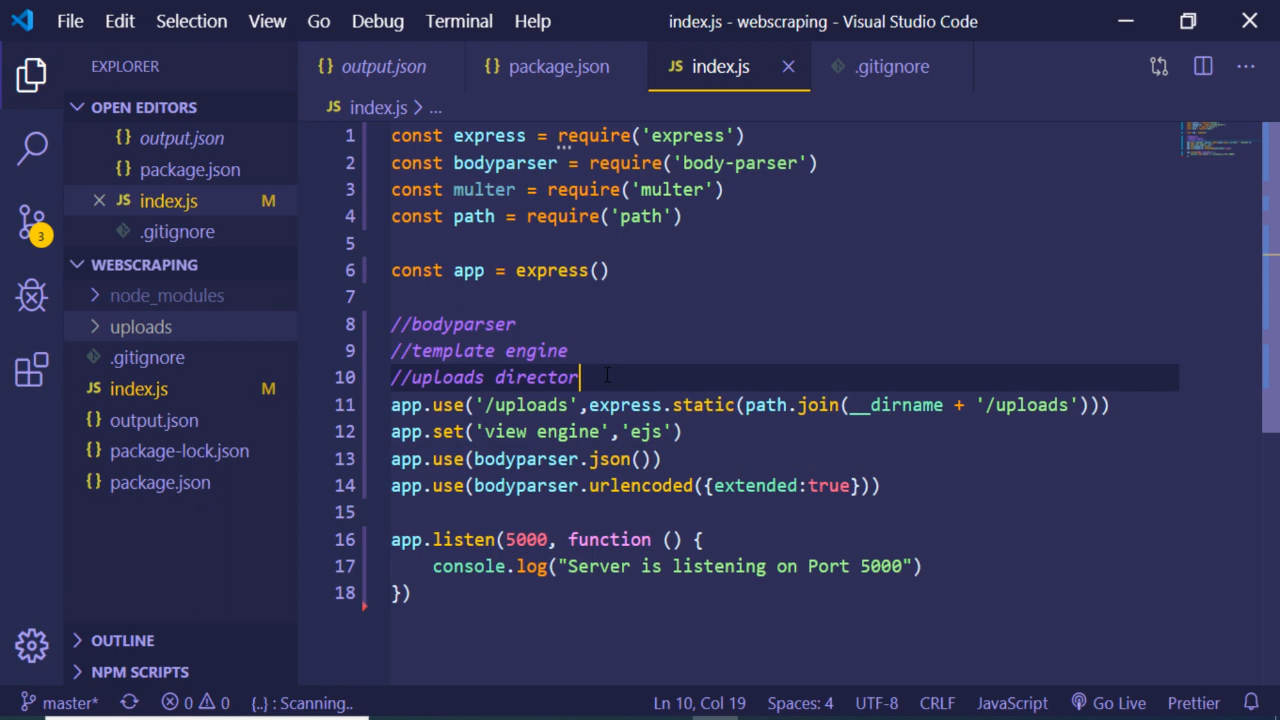 File Edit Selection View Go Debug Terminal Help index.js - webscraping - Visual Studio Code
EXPLORER
OPEN EDITORS
{} output.json
{} package.json
JS index.js M
.gitignore
WEBSCRAPING
node_modules
uploads
.gitignore
JS index.js M
{} output.json
{} package-lock.json
{} package.json
OUTLINE
NPM SCRIPTS
3
{} output.json {} package.json JS index.js .gitignore
JS index.js > ...
1 const express = require('express')
2 const bodyparser = require('body-parser')
3 const multer = require('multer')
4 const path = require('path')
5
6 const app = express()
7
8 //bodyparser
9 //template engine
10 //uploads director
11 app.use('/uploads',express.static(path.join(__dirname + '/uploads')))
12 app.set('view engine','ejs')
13 app.use(bodyparser.json())
14 app.use(bodyparser.urlencoded({extended:true}))
15
16 app.listen(5000, function () {
17 console.log("Server is listening on Port 5000")
18 })
master* 0 0 {..} : Scanning.. Ln 10, Col 19 Spaces: 4 UTF-8 CRLF JavaScript Go Live Prettier